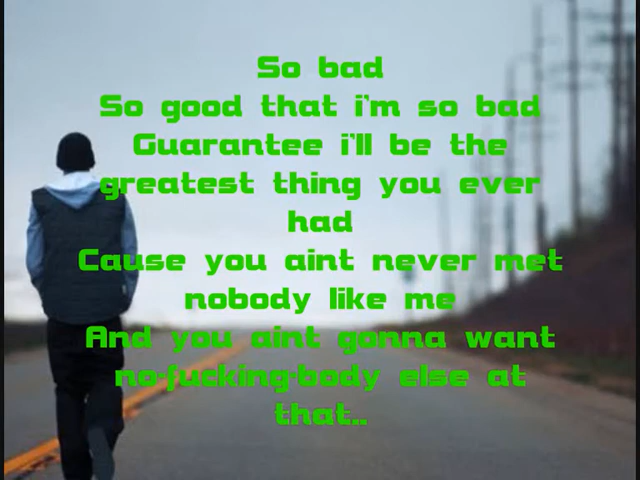 So bad
So good that i'm so bad
Guarantee i'll be the
greatest thing you ever
had
Cause you aint never met
nobody like me
And you aint gonna want
no-fucking-body else at
that..